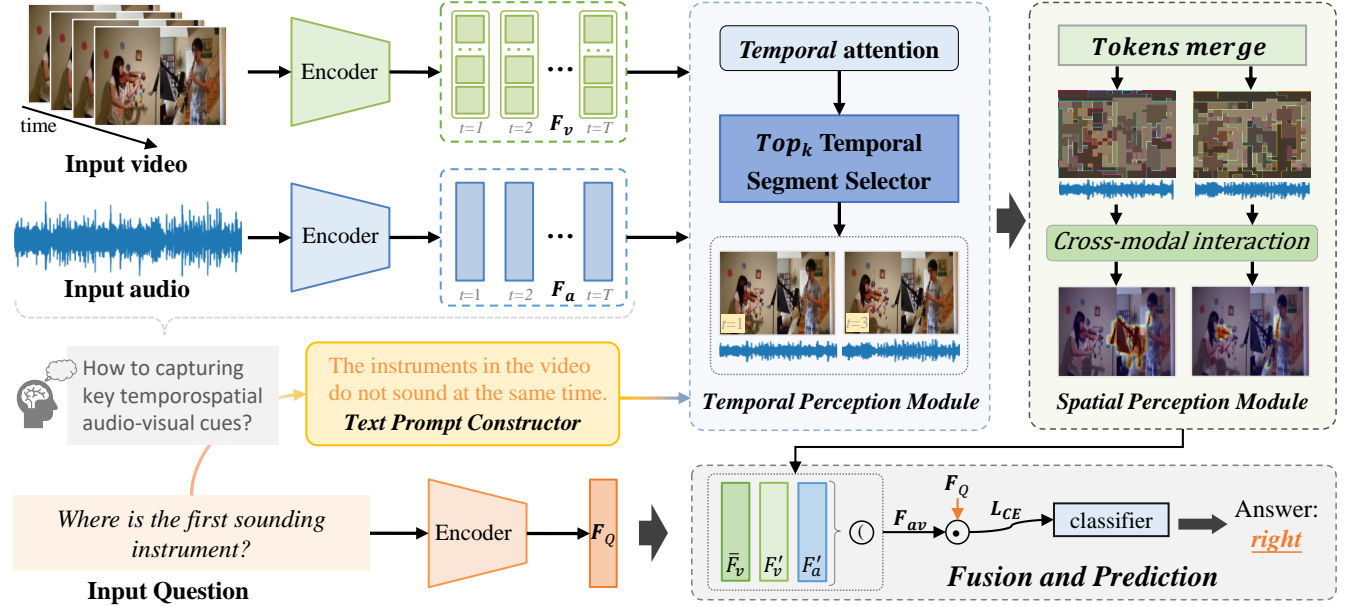 time
Input video
Encoder
t=1
t=2
F_v
t=T
Input audio
Encoder
t=1
t=2
F_a
t=T
How to capturing
key temporospatial
audio-visual cues?
The instruments in the video
do not sound at the same time.
Text Prompt Constructor
Where is the first sounding
instrument?
Input Question
Encoder
F_Q
Temporal attention
Top_k Temporal
Segment Selector
t=1
t=3
Temporal Perception Module
Tokens merge
Cross-modal interaction
Spatial Perception Module
F̅_v
F_v′
F_a′
(
F_av
F_Q
L_CE
classifier
Answer:
right
Fusion and Prediction